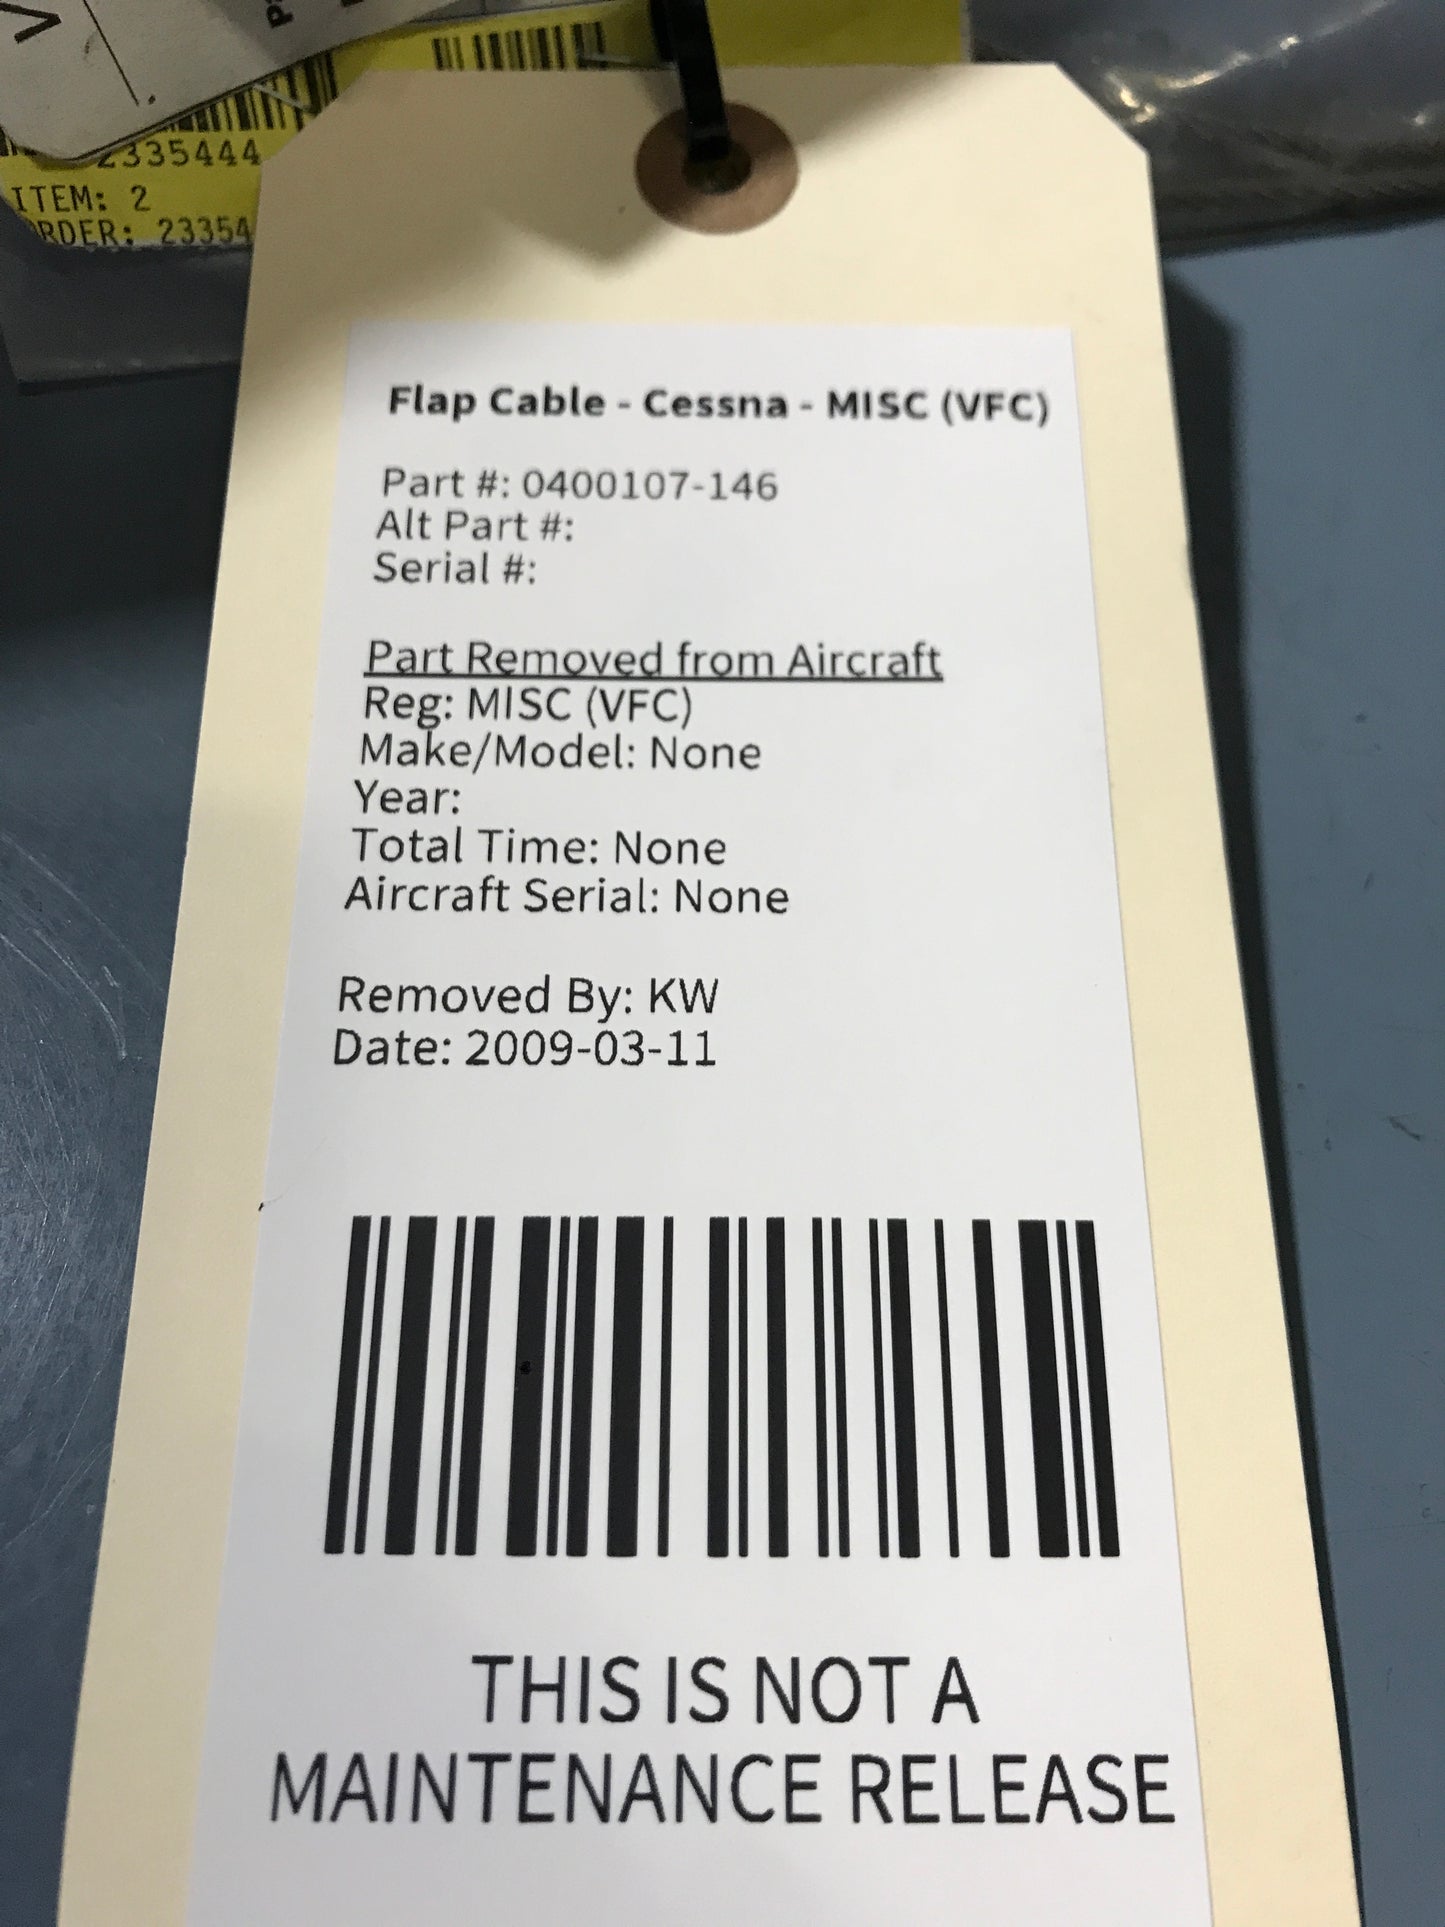 2335444
ITEM: 2
ORDER: 23354
Flap Cable - Cessna - MISC (VFC)
Part #: 0400107-146
Alt Part #:
Serial #:
Part Removed from Aircraft
Reg: MISC (VFC)
Make/Model: None
Year:
Total Time: None
Aircraft Serial: None
Removed By: KW
Date: 2009-03-11
THIS IS NOT A
MAINTENANCE RELEASE